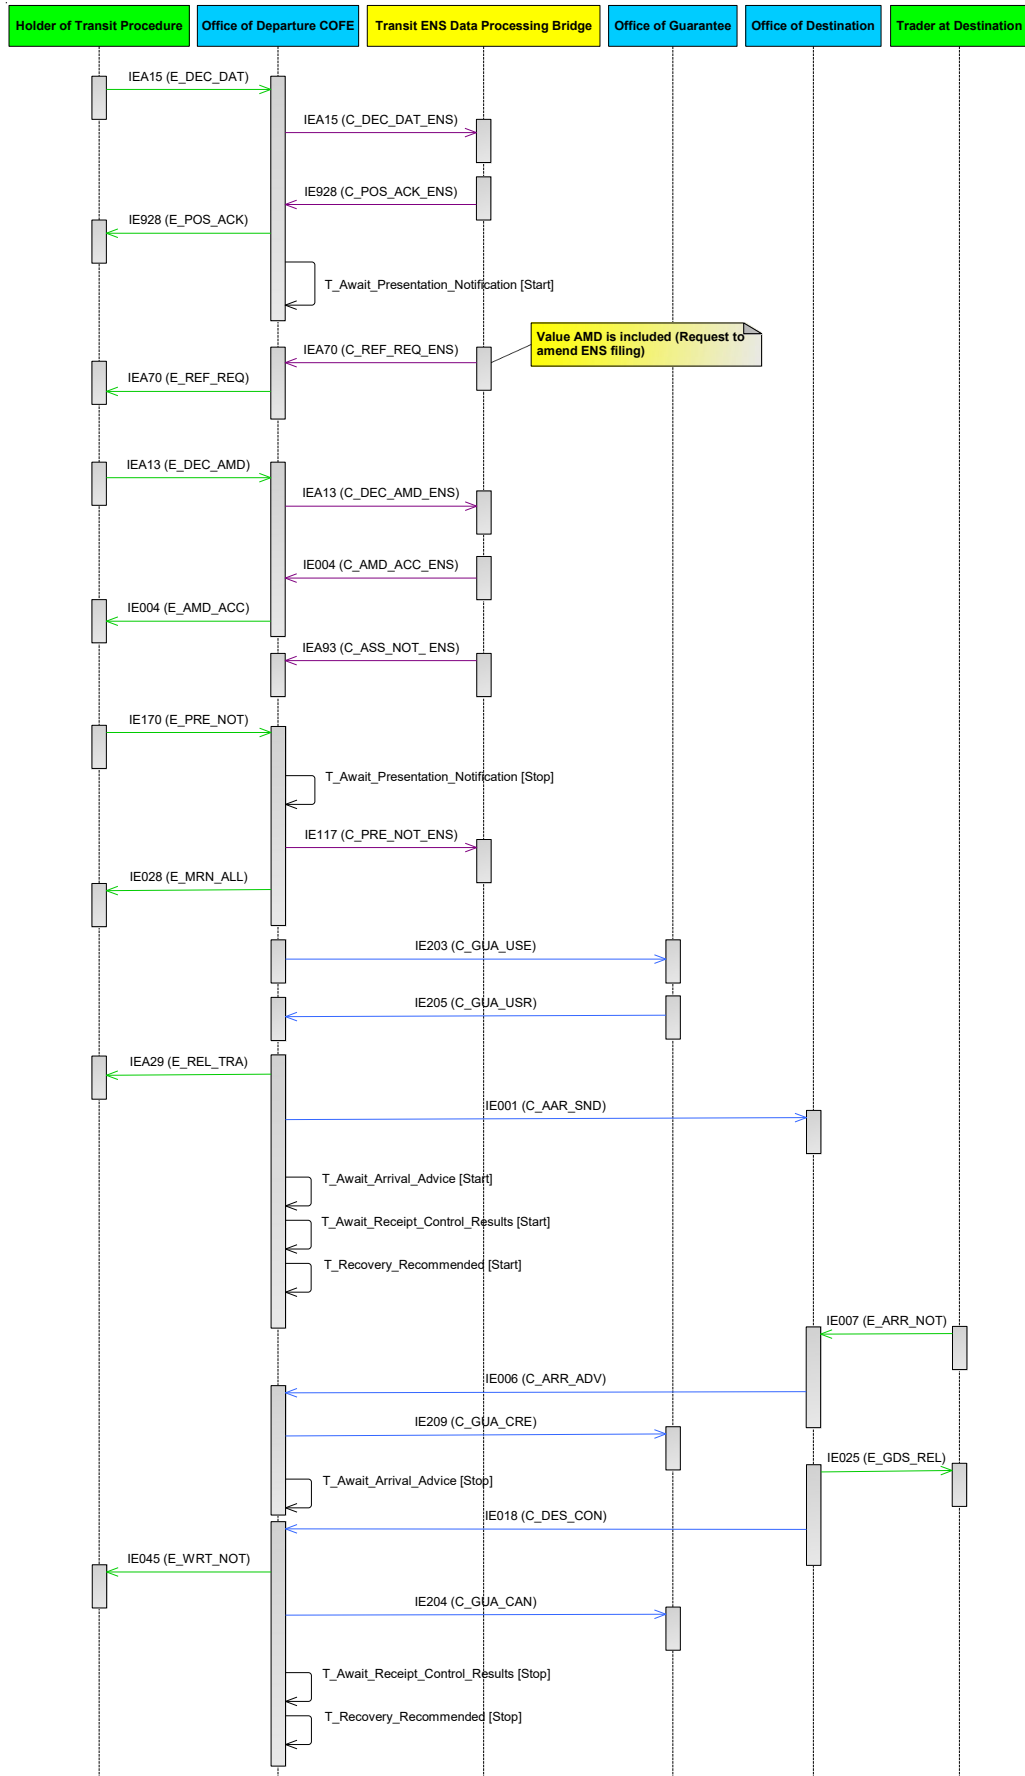 Holder of Transit Procedure
Office of Departure COFE
Transit ENS Data Processing Bridge
Office of Guarantee
Office of Destination
Trader at Destination
IEA15 (E_DEC_DAT)
IEA15 (C_DEC_DAT_ENS)
IE928 (C_POS_ACK_ENS)
IE928 (E_POS_ACK)
T_Await_Presentation_Notification [Start]
Value AMD is included (Request to
amend ENS filing)
IEA70 (C_REF_REQ_ENS)
IEA70 (E_REF_REQ)
IEA13 (E_DEC_AMD)
IEA13 (C_DEC_AMD_ENS)
IE004 (C_AMD_ACC_ENS)
IE004 (E_AMD_ACC)
IEA93 (C_ASS_NOT_ ENS)
IE170 (E_PRE_NOT)
T_Await_Presentation_Notification [Stop]
IE117 (C_PRE_NOT_ENS)
IE028 (E_MRN_ALL)
IE203 (C_GUA_USE)
IE205 (C_GUA_USR)
IEA29 (E_REL_TRA)
IE001 (C_AAR_SND)
T_Await_Arrival_Advice [Start]
T_Await_Receipt_Control_Results [Start]
T_Recovery_Recommended [Start]
IE007 (E_ARR_NOT)
IE006 (C_ARR_ADV)
IE209 (C_GUA_CRE)
IE025 (E_GDS_REL)
T_Await_Arrival_Advice [Stop]
IE018 (C_DES_CON)
IE045 (E_WRT_NOT)
IE204 (C_GUA_CAN)
T_Await_Receipt_Control_Results [Stop]
T_Recovery_Recommended [Stop]